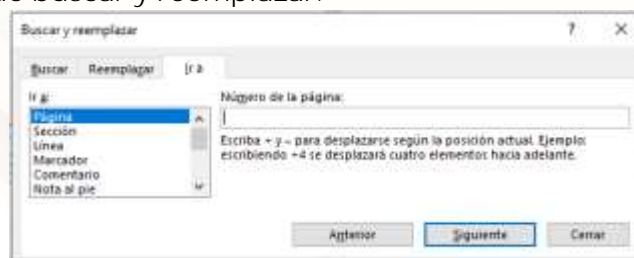 de buscar y reemplazar.
Buscar y reemplazar ? ×
Buscar Reemplazar Ir a
Ir a: Número de la página:
Página
Sección
Línea
Marcador
Comentario
Nota al pie
Escriba + y – para desplazarse según la posición actual. Ejemplo:
escribiendo +4 se desplazará cuatro elementos hacia adelante.
Anterior Siguiente Cerrar